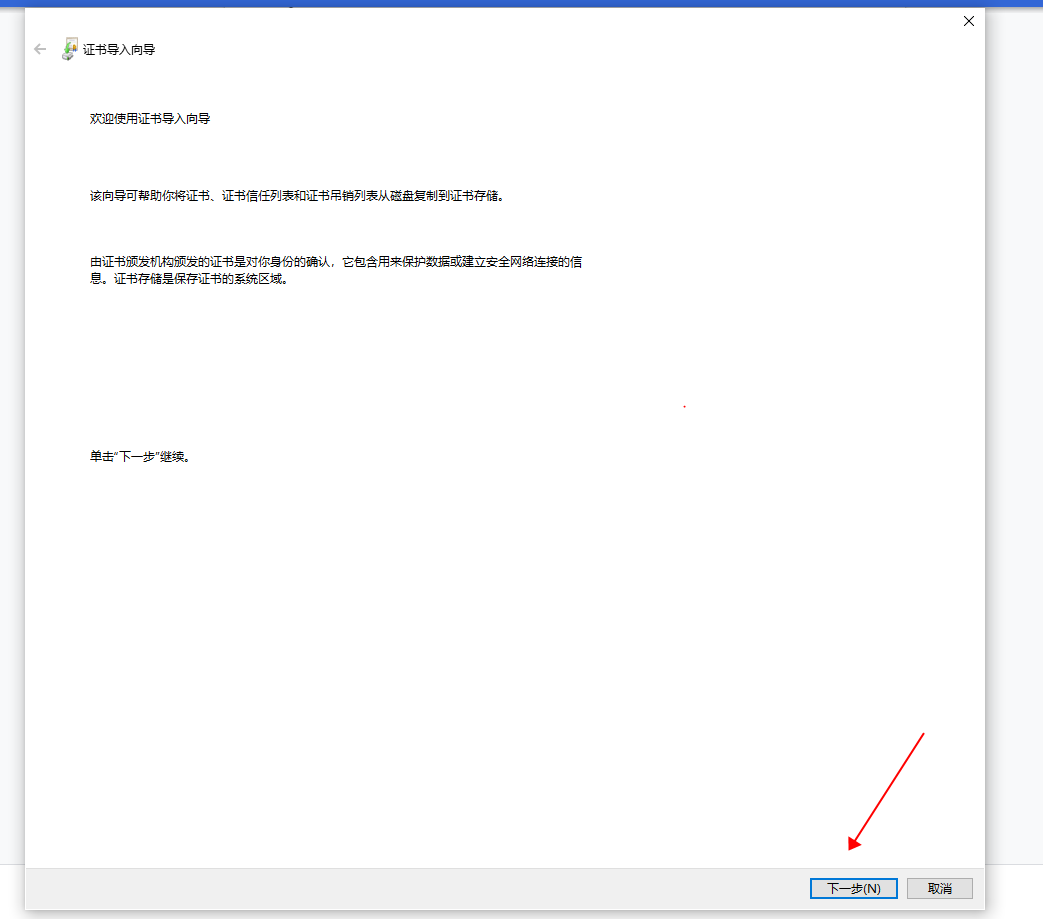 证书导入向导
欢迎使用证书导入向导
该向导可帮助你将证书、证书信任列表和证书吊销列表从磁盘复制到证书存储。
由证书颁发机构颁发的证书是对你身份的确认，它包含用来保护数据或建立安全网络连接的信
息。证书存储是保存证书的系统区域。
单击“下一步”继续。
下一步(N)
取消